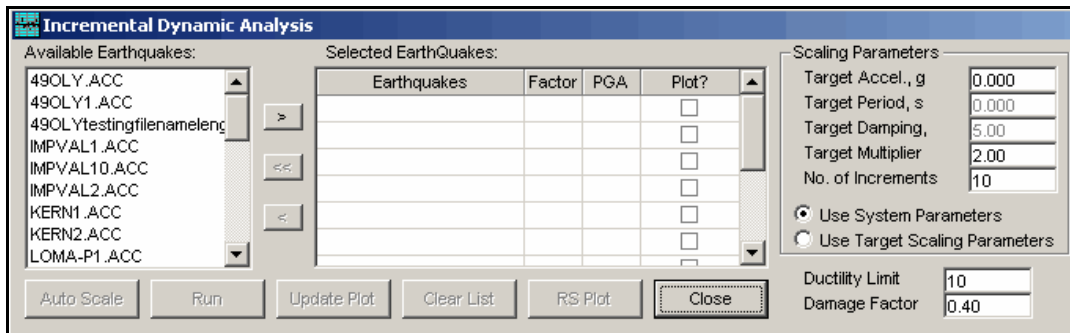 Incremental Dynamic Analysis
Available Earthquakes:
49OLY.ACC
49OLY1.ACC
49OLYtestingfilenameleng
IMPVAL1.ACC
IMPVAL10.ACC
IMPVAL2.ACC
KERN1.ACC
KERN2.ACC
LOMA-P1.ACC
>
<<
<
Selected EarthQuakes:
Earthquakes Factor PGA Plot?
Scaling Parameters
Target Accel., g 0.000
Target Period, s 0.000
Target Damping, 5.00
Target Multiplier 2.00
No. of Increments 10
Use System Parameters
Use Target Scaling Parameters
Ductility Limit 10
Damage Factor 0.40
Auto Scale Run Update Plot Clear List RS Plot Close